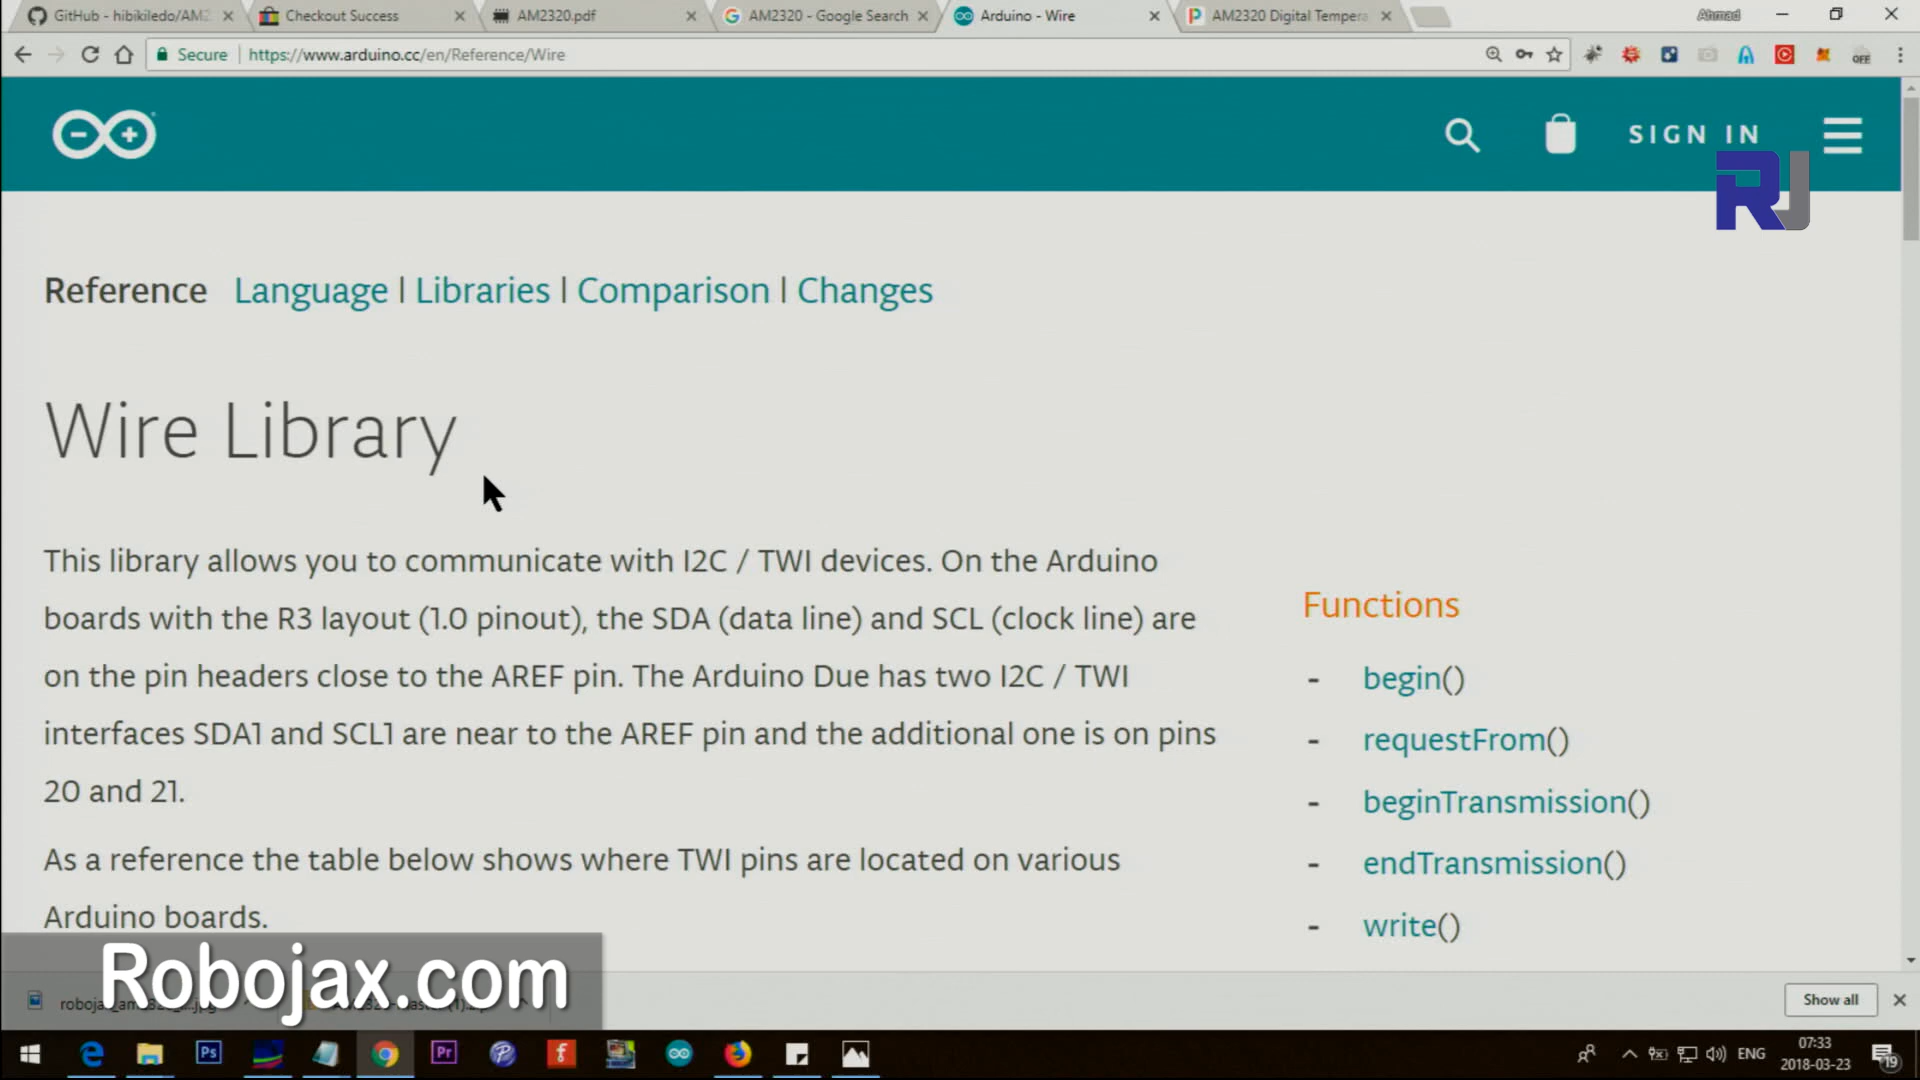 GitHub - hibikiledo/AM2
Checkout Success
AM2320.pdf
AM2320 - Google Search
Arduino - Wire
AM2320 Digital Tempera
Ahmad
Secure
https://www.arduino.cc/en/Reference/Wire
OFF
SIGN IN
RJ
Reference Language | Libraries | Comparison | Changes
Wire Library
This library allows you to communicate with I2C / TWI devices. On the Arduino
boards with the R3 layout (1.0 pinout), the SDA (data line) and SCL (clock line) are
on the pin headers close to the AREF pin. The Arduino Due has two I2C / TWI
interfaces SDA1 and SCL1 are near to the AREF pin and the additional one is on pins
20 and 21.
As a reference the table below shows where TWI pins are located on various
Arduino boards.
Functions
- begin()
- requestFrom()
- beginTransmission()
- endTransmission()
- write()
Robojax.com
Show all
Ps
Pr
ENG
07:33
2018-03-23
19